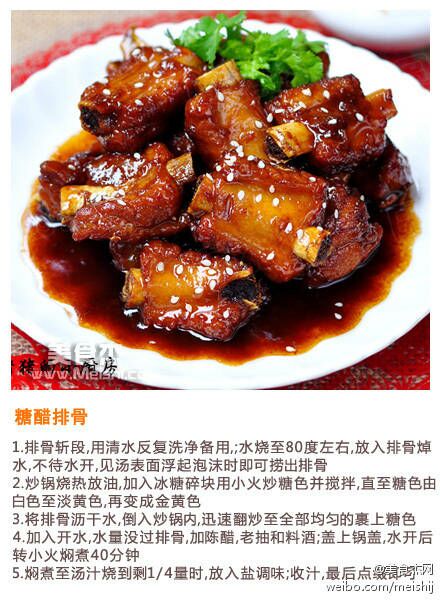 糖醋排骨
1.排骨斩段,用清水反复洗净备用,;水烧至80度左右,放入排骨焯
水,不待水开,见汤表面浮起泡沫时即可捞出排骨
2.炒锅烧热放油,加入冰糖碎块用小火炒糖色并搅拌,直至糖色由
白色至淡黄色,再变成金黄色
3.将排骨沥干水,倒入炒锅内,迅速翻炒至全部均匀的裹上糖色
4.加入开水,水量没过排骨,加陈醋,老抽和料酒;盖上锅盖,水开后
转小火焖煮40分钟
5.焖煮至汤汁烧到剩1/4量时,放入盐调味;收汁,最后点缀
@美食天下网
weibo.com/meishij